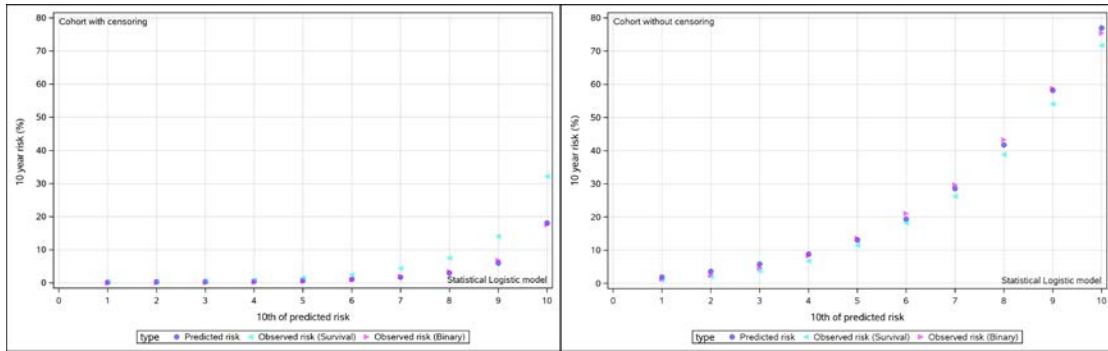 Cohort with censoring
10 year risk (%)
80
70
60
50
40
30
20
10
0
0 1 2 3 4 5 6 7 8 9 10
Statistical Logistic model
10th of predicted risk
type Predicted risk Observed risk (Survival) Observed risk (Binary)
Cohort without censoring
10 year risk (%)
80
70
60
50
40
30
20
10
0
0 1 2 3 4 5 6 7 8 9 10
Statistical Logistic model
10th of predicted risk
type Predicted risk Observed risk (Survival) Observed risk (Binary)